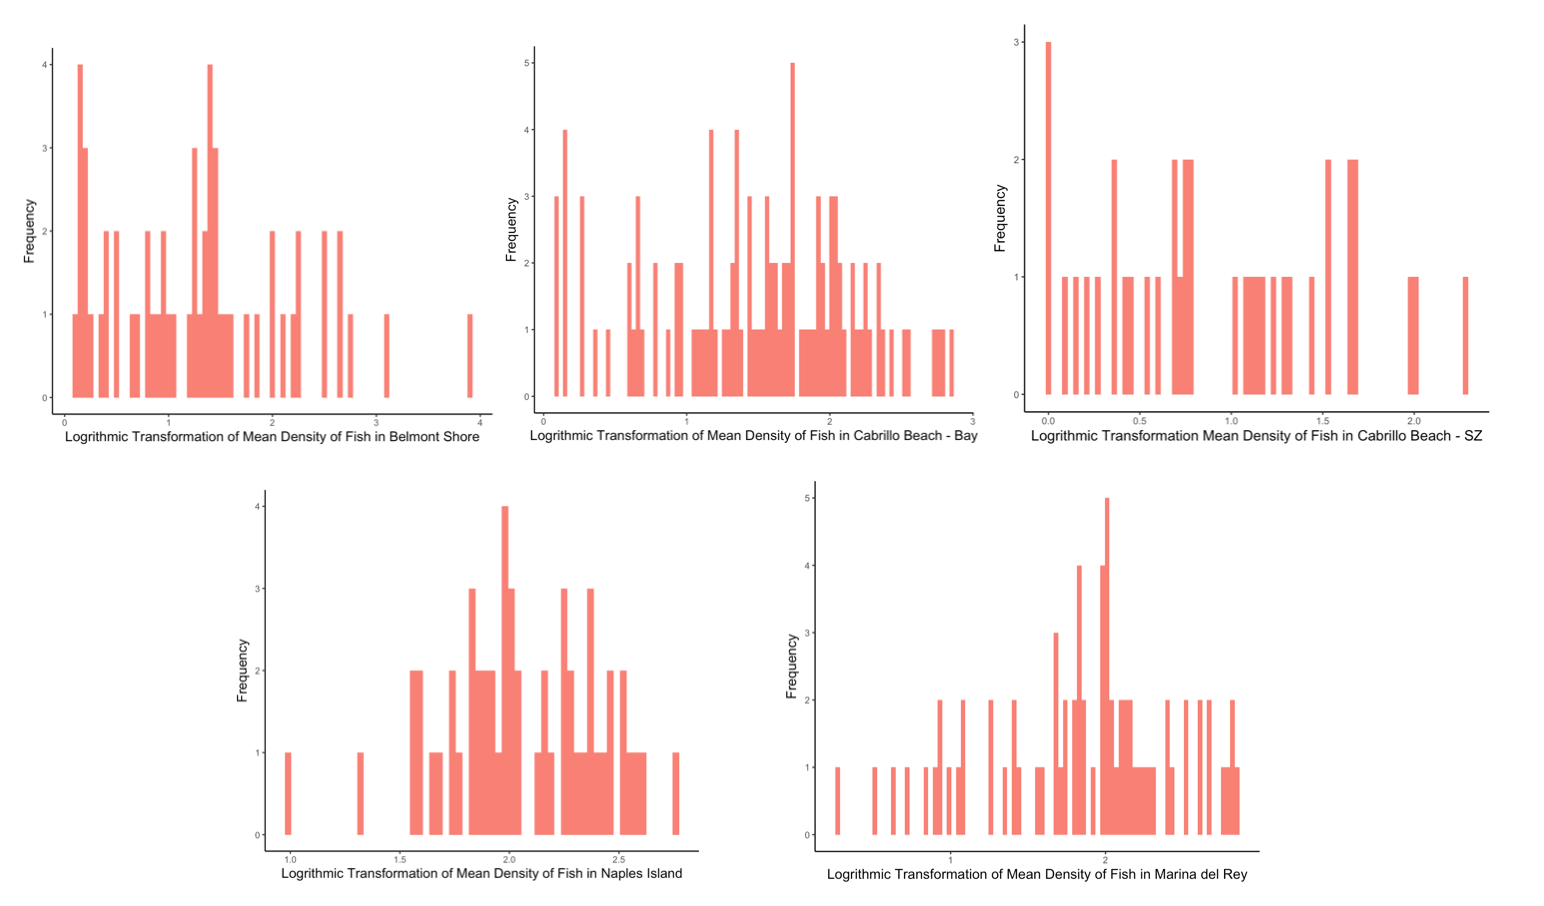 Frequency
4
3
2
1
0
0 1 2 3 4
Logrithmic Transformation of Mean Density of Fish in Belmont Shore
Frequency
5
4
3
2
1
0
0 1 2 3
Logrithmic Transformation of Mean Density of Fish in Cabrillo Beach - Bay
Frequency
3
2
1
0
0.0 0.5 1.0 1.5 2.0
Logrithmic Transformation Mean Density of Fish in Cabrillo Beach - SZ
Frequency
4
3
2
1
0
1.0 1.5 2.0 2.5
Logrithmic Transformation of Mean Density of Fish in Naples Island
Frequency
5
4
3
2
1
0
1 2
Logrithmic Transformation of Mean Density of Fish in Marina del Rey